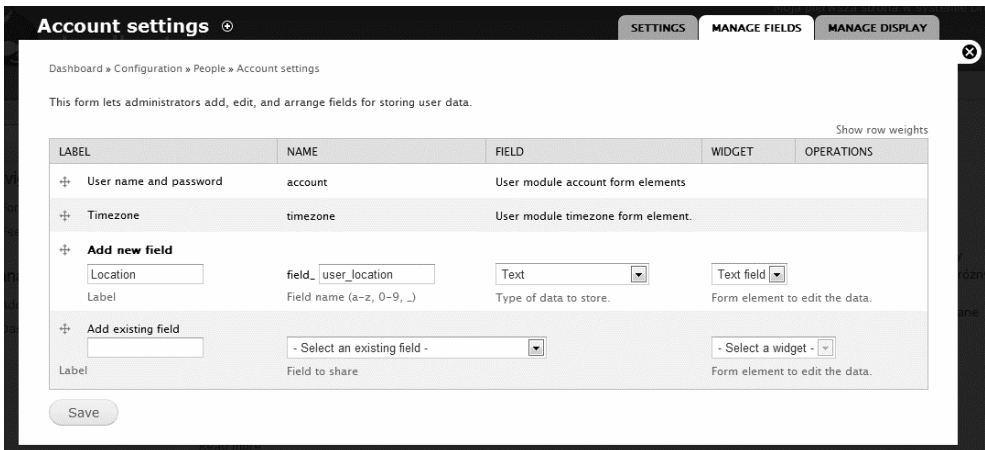 Account settings
SETTINGS
MANAGE FIELDS
MANAGE DISPLAY
Dashboard » Configuration » People » Account settings
This form lets administrators add, edit, and arrange fields for storing user data.
Show row weights
LABEL NAME FIELD WIDGET OPERATIONS
User name and password account User module account form elements
Timezone timezone User module timezone form element.
Add new field
Location field_ user_location Text Text field
Label Field name (a-z, 0-9, _) Type of data to store. Form element to edit the data.
Add existing field
- Select an existing field - - Select a widget -
Label Field to share Form element to edit the data.
Save